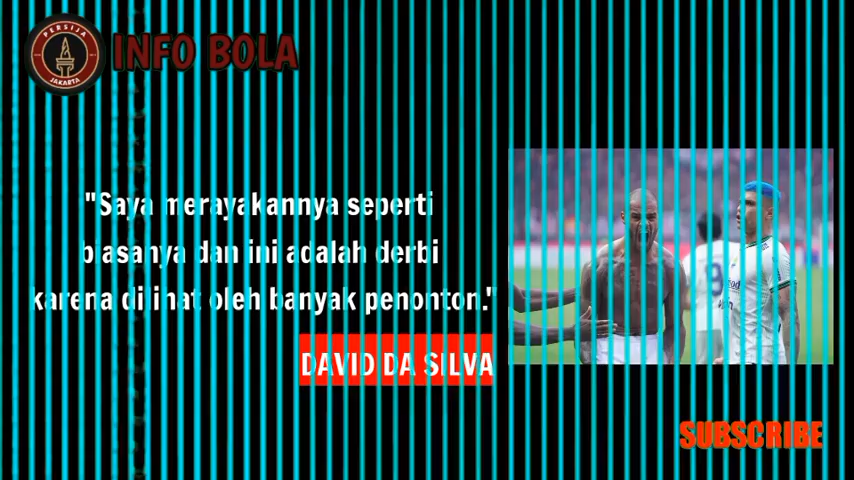 PERSIJA
JAKARTA
INFO BOLA
"Saya merayakannya seperti
biasanya dan ini adalah derbi
karena dilihat oleh banyak penonton."
DAVID DA SILVA
9
SUBSCRIBE